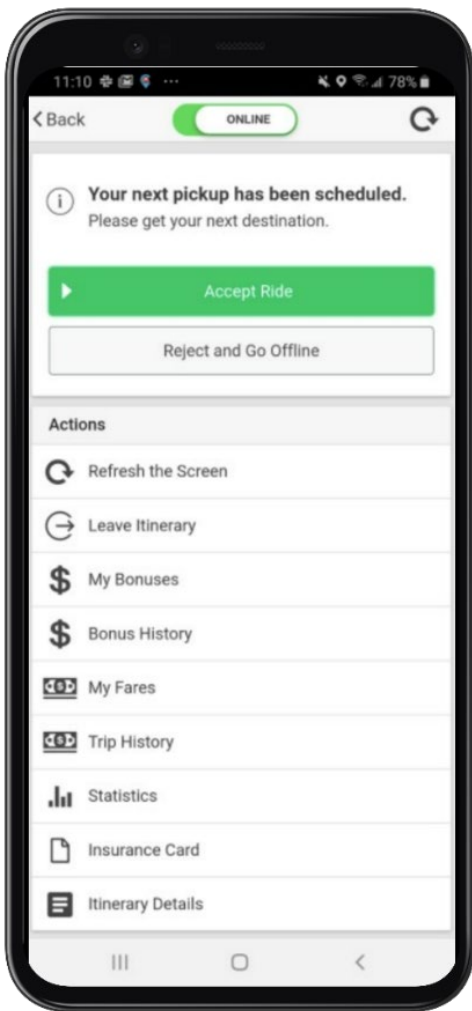 11:10 78%
Back ONLINE
Your next pickup has been scheduled.
Please get your next destination.
Accept Ride
Reject and Go Offline
Actions
Refresh the Screen
Leave Itinerary
My Bonuses
Bonus History
My Fares
Trip History
Statistics
Insurance Card
Itinerary Details